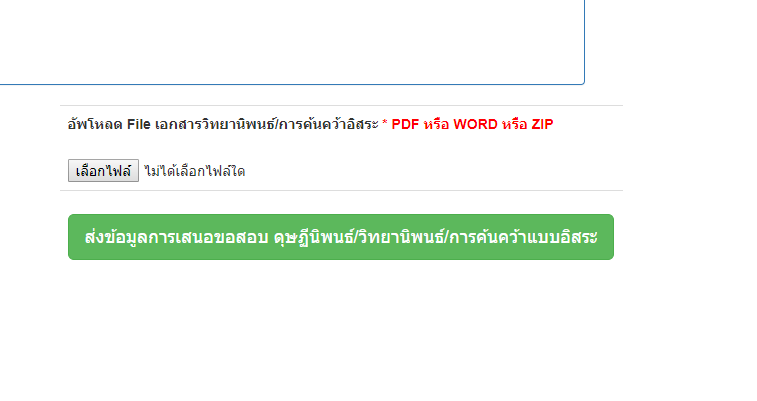 อัพโหลด File เอกสารวิทยานิพนธ์/การค้นคว้าอิสระ * PDF หรือ WORD หรือ ZIP
เลือกไฟล์ ไม่ได้เลือกไฟล์ใด
ส่งข้อมูลการเสนอขอสอบ ดุษฎีนิพนธ์/วิทยานิพนธ์/การค้นคว้าแบบอิสระ